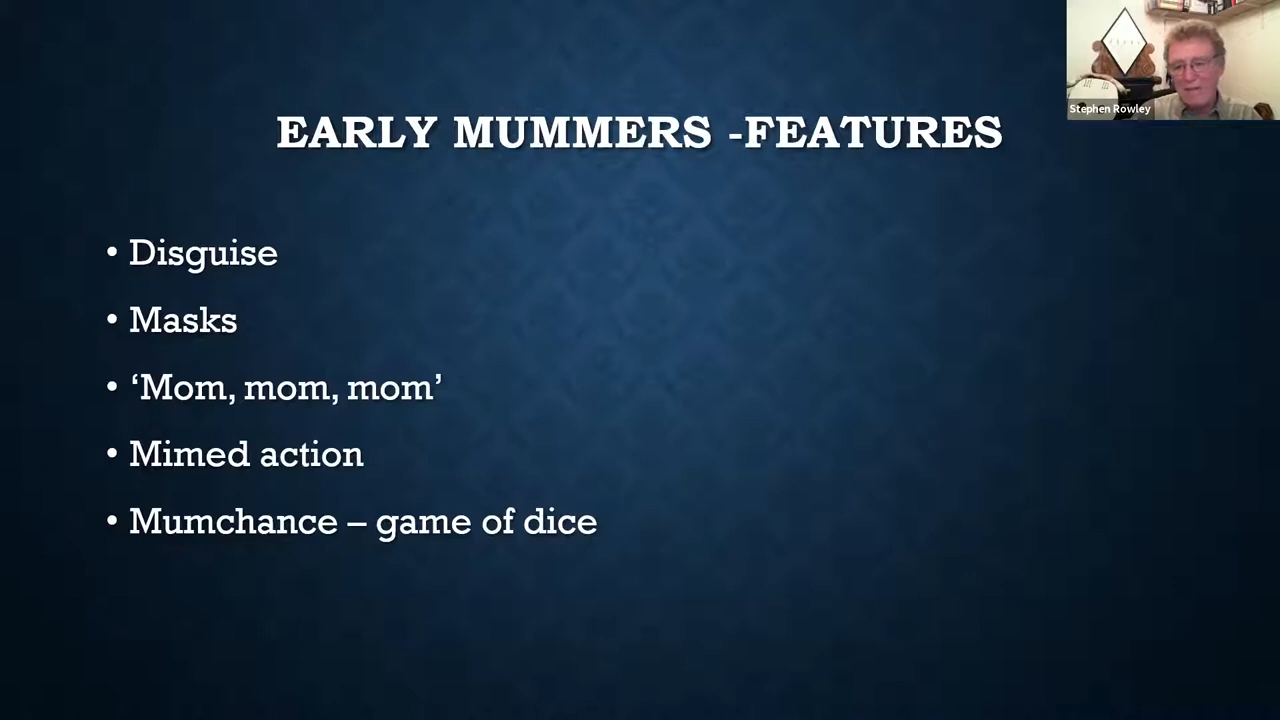 Stephen Rowley
EARLY MUMMERS -FEATURES
• Disguise
• Masks
• ‘Mom, mom, mom’
• Mimed action
• Mumchance – game of dice